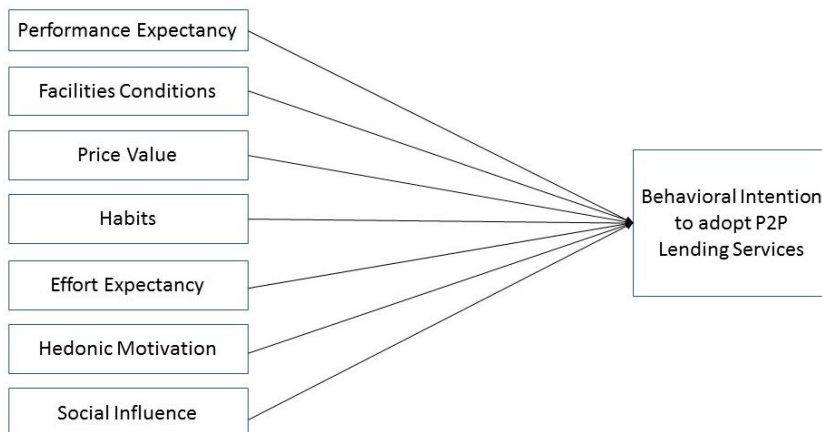 Performance Expectancy
Facilities Conditions
Price Value
Habits
Effort Expectancy
Hedonic Motivation
Social Influence
Behavioral Intention
to adopt P2P
Lending Services